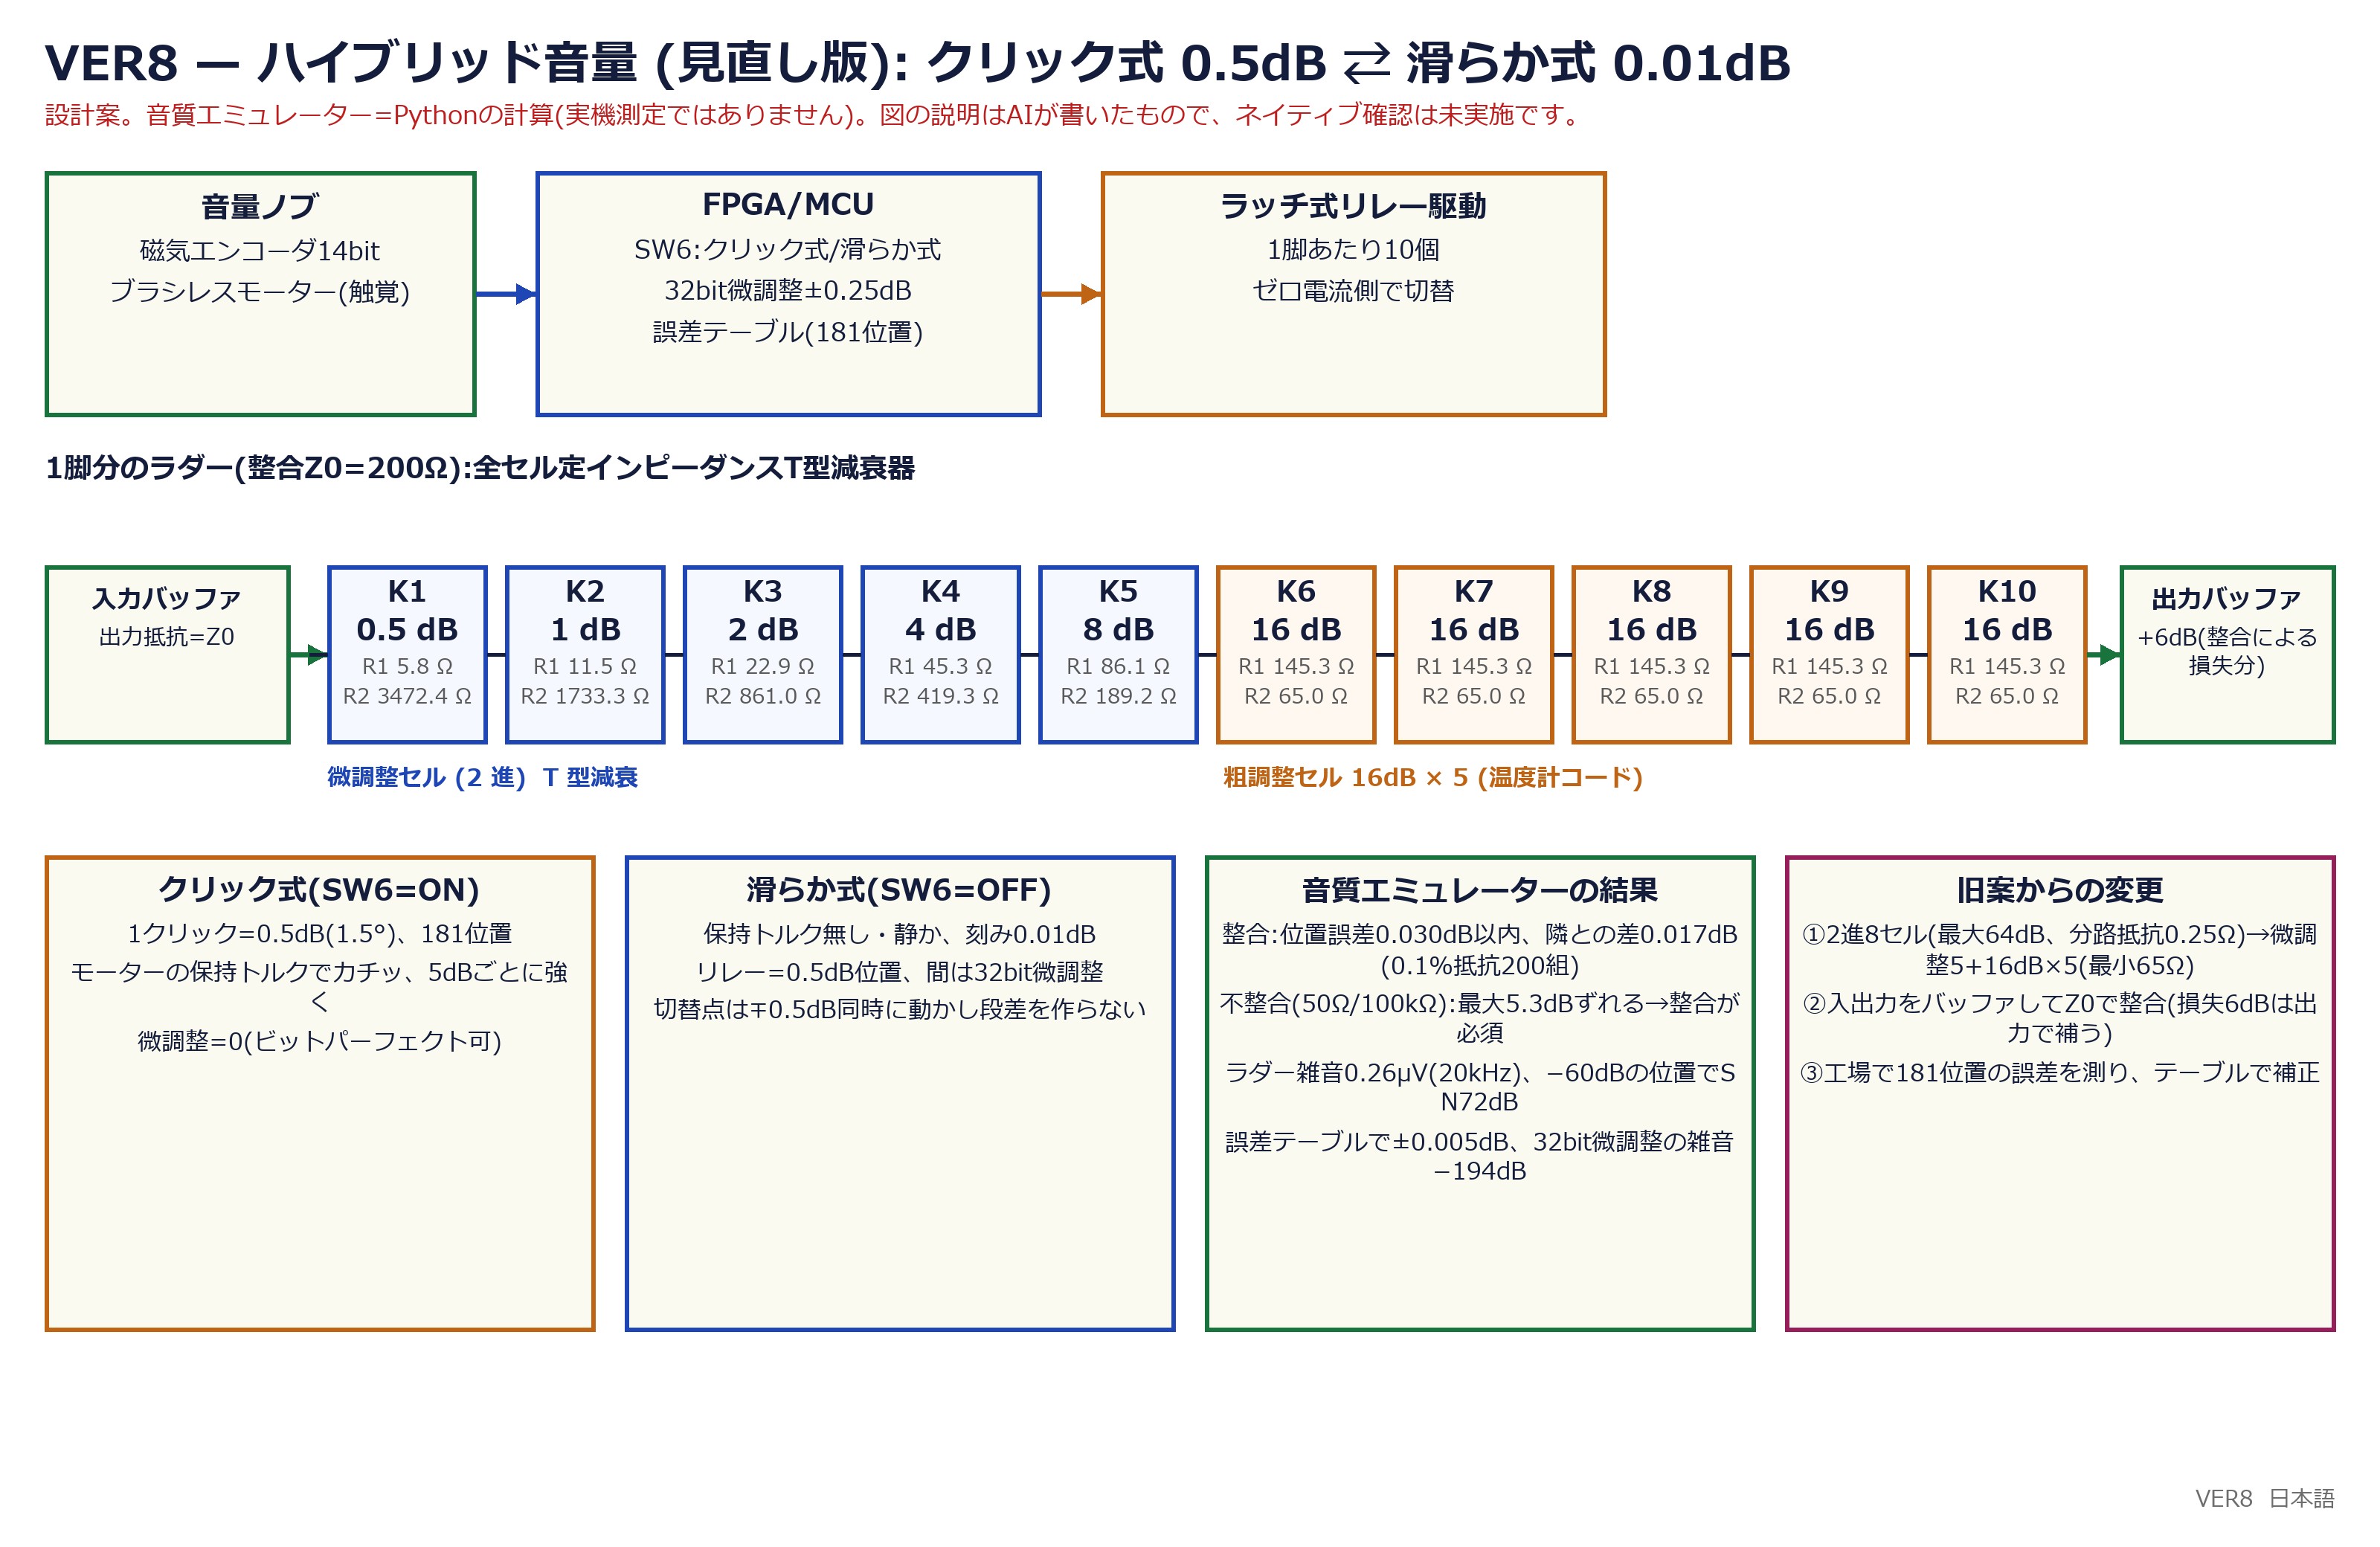 VER8 — ハイブリッド音量 (見直し版): クリック式 0.5dB ⇄ 滑らか式 0.01dB
設計案。音質エミュレーター=Pythonの計算(実機測定ではありません)。図の説明はAIが書いたもので、ネイティブ確認は未実施です。
音量ノブ
磁気エンコーダ14bit
ブラシレスモーター(触覚)
FPGA/MCU
SW6:クリック式/滑らか式
32bit微調整±0.25dB
誤差テーブル(181位置)
ラッチ式リレー駆動
1脚あたり10個
ゼロ電流側で切替
1脚分のラダー(整合Z0=200Ω):全セル定インピーダンスT型減衰器
入力バッファ
出力抵抗=Z0
K1
0.5 dB
R1 5.8 Ω
R2 3472.4 Ω
K2
1 dB
R1 11.5 Ω
R2 1733.3 Ω
K3
2 dB
R1 22.9 Ω
R2 861.0 Ω
K4
4 dB
R1 45.3 Ω
R2 419.3 Ω
K5
8 dB
R1 86.1 Ω
R2 189.2 Ω
K6
16 dB
R1 145.3 Ω
R2 65.0 Ω
K7
16 dB
R1 145.3 Ω
R2 65.0 Ω
K8
16 dB
R1 145.3 Ω
R2 65.0 Ω
K9
16 dB
R1 145.3 Ω
R2 65.0 Ω
K10
16 dB
R1 145.3 Ω
R2 65.0 Ω
出力バッファ
+6dB(整合による
損失分)
微調整セル (2 進) T 型減衰
粗調整セル 16dB × 5 (温度計コード)
クリック式(SW6=ON)
1クリック=0.5dB(1.5°)、181位置
モーターの保持トルクでカチッ、5dBごとに強
く
微調整=0(ビットパーフェクト可)
滑らか式(SW6=OFF)
保持トルク無し・静か、刻み0.01dB
リレー=0.5dB位置、間は32bit微調整
切替点は∓0.5dB同時に動かし段差を作らない
音質エミュレーターの結果
整合:位置誤差0.030dB以内、隣との差0.017dB
(0.1%抵抗200組)
不整合(50Ω/100kΩ):最大5.3dBずれる→整合が
必須
ラダー雑音0.26µV(20kHz)、−60dBの位置でS
N72dB
誤差テーブルで±0.005dB、32bit微調整の雑音
−194dB
旧案からの変更
①2進8セル(最大64dB、分路抵抗0.25Ω)→微調
整5+16dB×5(最小65Ω)
②入出力をバッファしてZ0で整合(損失6dBは出
力で補う)
③工場で181位置の誤差を測り、テーブルで補正
VER8 日本語